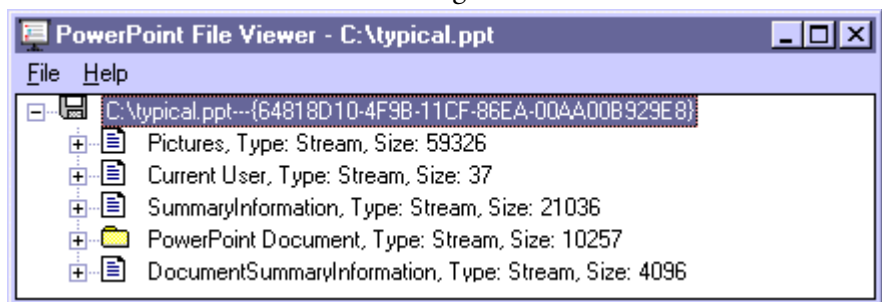 PowerPoint File Viewer - C:\typical.ppt
File Help
C:\typical.ppt---{64818D10-4F9B-11CF-86EA-00AA00B929E8}
Pictures, Type: Stream, Size: 59326
Current User, Type: Stream, Size: 37
SummaryInformation, Type: Stream, Size: 21036
PowerPoint Document, Type: Stream, Size: 10257
DocumentSummaryInformation, Type: Stream, Size: 4096